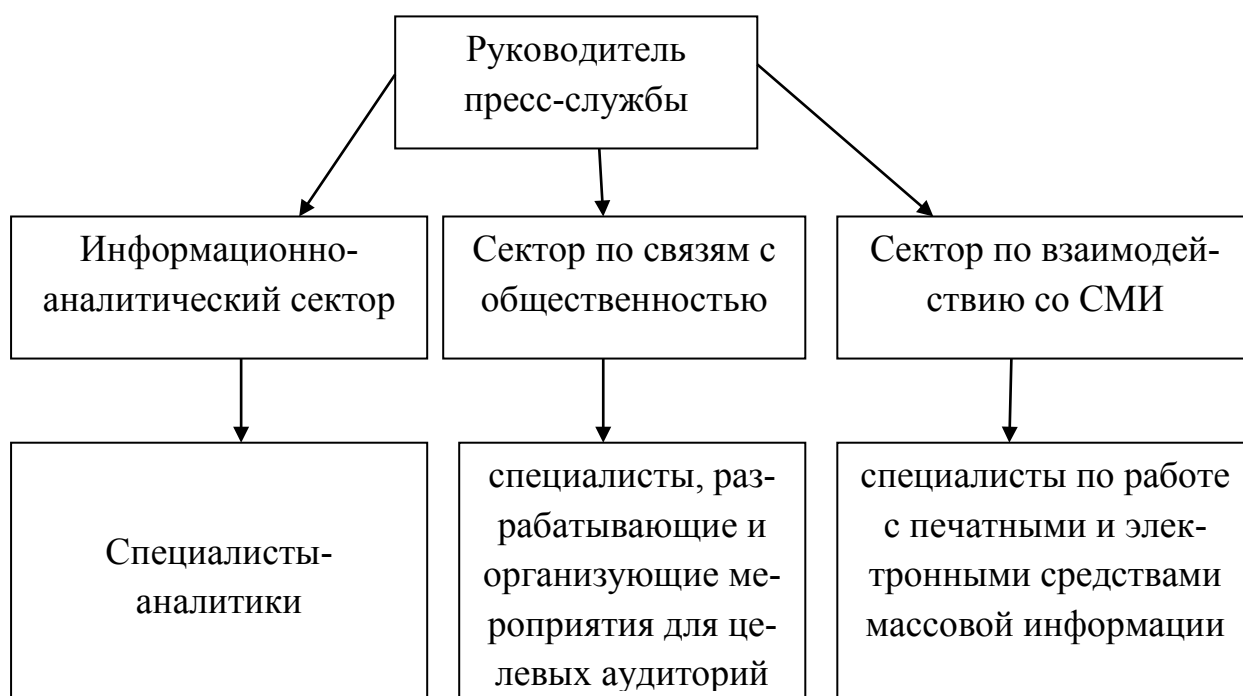 Руководитель
пресс-службы
Информационно-
аналитический сектор
Сектор по связям с
общественностью
Сектор по взаимодей-
ствию со СМИ
Специалисты-
аналитики
специалисты, раз-
рабатывающие и
организующие ме-
роприятия для це-
левых аудиторий
специалисты по работе
с печатными и элек-
тронными средствами
массовой информации